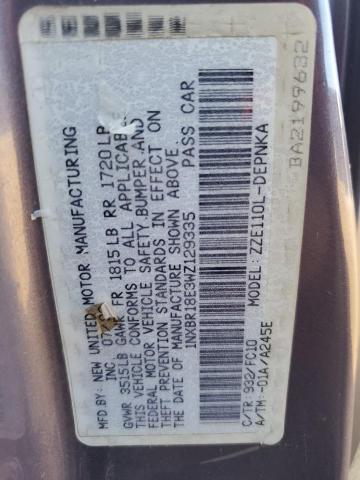 MFD BY: NEW UNITED MOTOR MANUFACTURING
INC. 07
GVWR 3515LB GAWR FR 1815LB RR 1720LB
THIS VEHICLE CONFORMS TO ALL APPLICABLE
FEDERAL MOTOR VEHICLE SAFETY,BUMPER,AND
THEFT PREVENTION STANDARDS IN EFFECT ON
THE DATE OF MANUFACTURE SHOWN ABOVE.
1NXBR18E3WZ129335 PASS CAR
C/TR:932/FC10 MODEL:ZZE110L-DEPNKA
A/TM:-01A/A245E
BA2199632